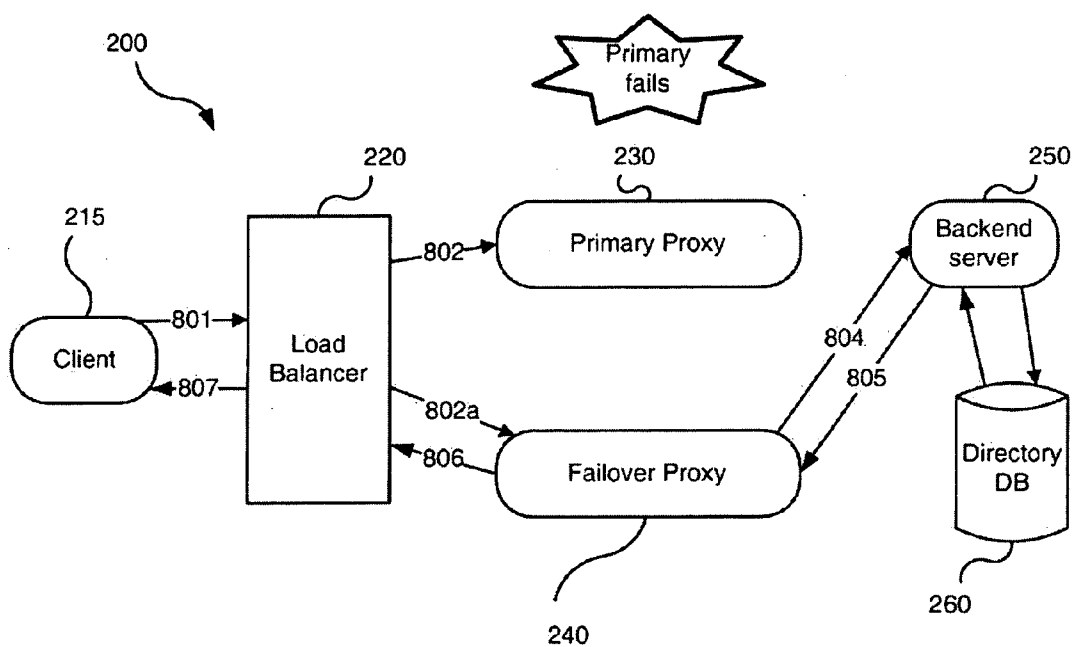 200
Primary
fails
220
230
250
215
Backend
server
802
Primary Proxy
801
Client
Load
Balancer
807
804
805
802a
806
Failover Proxy
Directory
DB
260
240